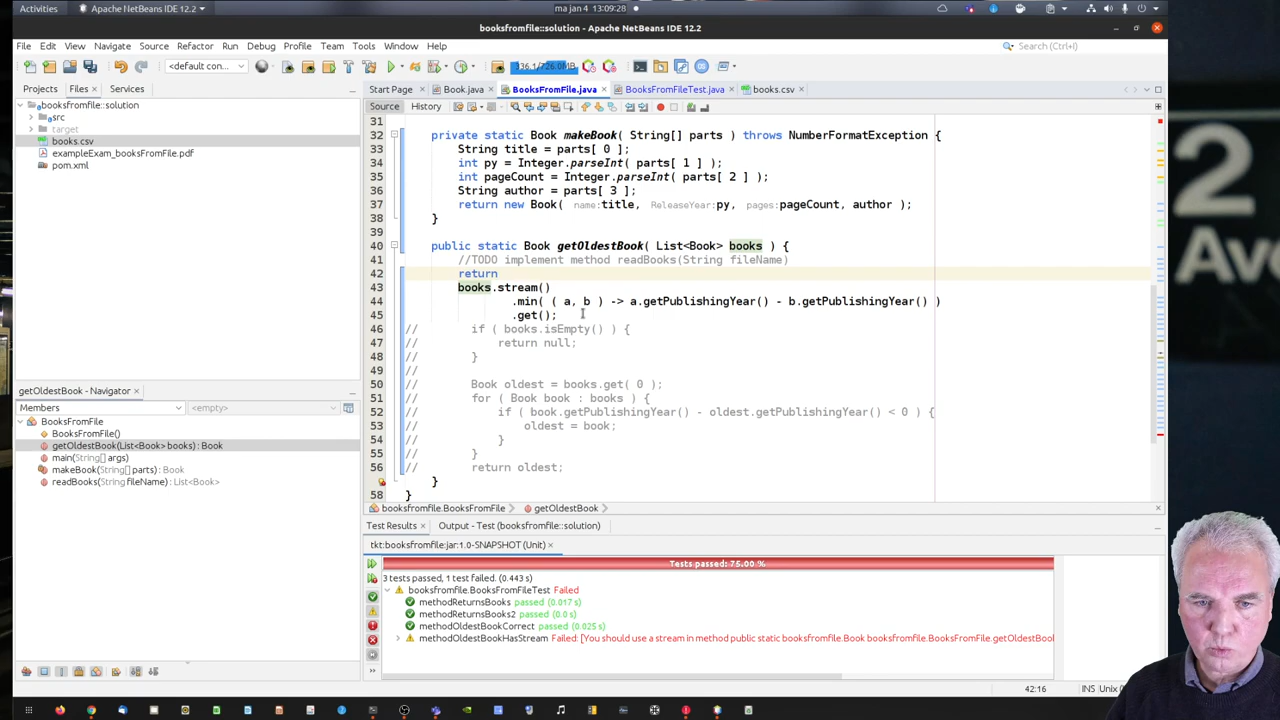 Activities
Apache NetBeans IDE 12.2
ma jan 4 13:09:28
booksfromfile::solution - Apache NetBeans IDE 12.2
File Edit View Navigate Source Refactor Run Debug Profile Team Tools Window Help
Search (Ctrl+I)
<default con...
336.1/726.0MB
Projects Files Services
Start Page Book.java BooksFromFile.java BooksFromFileTest.java books.csv
booksfromfile::solution
src
target
books.csv
exampleExam_booksFromFile.pdf
pom.xml
Source History
31
32 private static Book makeBook( String[] parts ) throws NumberFormatException {
33 String title = parts[ 0 ];
34 int py = Integer.parseInt( parts[ 1 ] );
35 int pageCount = Integer.parseInt( parts[ 2 ] );
36 String author = parts[ 3 ];
37 return new Book( name:title, ReleaseYear:py, pages:pageCount, author );
38 }
39
40 public static Book getOldestBook( List<Book> books ) {
41 //TODO implement method readBooks(String fileName)
42 return
43 books.stream()
44 .min( ( a, b ) -> a.getPublishingYear() - b.getPublishingYear() )
45 .get();
46 // if ( books.isEmpty() ) {
47 // return null;
48 // }
49 //
50 // Book oldest = books.get( 0 );
51 // for ( Book book : books ) {
52 // if ( book.getPublishingYear() - oldest.getPublishingYear() < 0 ) {
53 // oldest = book;
54 // }
55 // }
56 // return oldest;
}
58 }
getOldestBook - Navigator
Members
<empty>
BooksFromFile
BooksFromFile()
getOldestBook(List<Book> books) : Book
main(String[] args)
makeBook(String[] parts) : Book
readBooks(String fileName) : List<Book>
booksfromfile.BooksFromFile
getOldestBook
Test Results Output - Test (booksfromfile::solution)
tkt:booksfromfile:jar:1.0-SNAPSHOT (Unit)
Tests passed: 75.00 %
3 tests passed, 1 test failed. (0.443 s)
booksfromfile.BooksFromFileTest Failed
methodReturnsBooks passed (0.017 s)
methodReturnsBooks2 passed (0.0 s)
methodOldestBookCorrect passed (0.025 s)
methodOldestBookHasStream Failed: [You should use a stream in method public static booksfromfile.Book booksfromfile.BooksFromFile.getOldestBool
42:16
INS
Unix (
2
Av